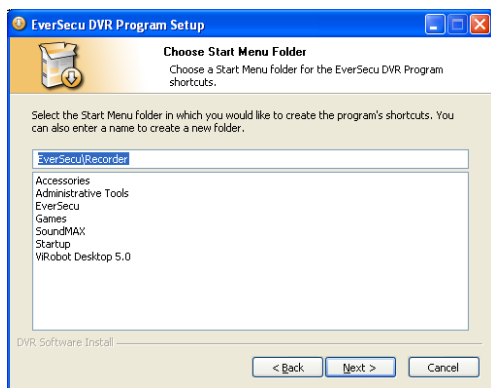 EverSecu DVR Program Setup
Choose Start Menu Folder
Choose a Start Menu folder for the EverSecu DVR Program
shortcuts.
Select the Start Menu folder in which you would like to create the program's shortcuts. You
can also enter a name to create a new folder.
EverSecu\Recorder
Accessories
Administrative Tools
EverSecu
Games
SoundMAX
Startup
ViRobot Desktop 5.0
DVR Software Install
< Back
Next >
Cancel